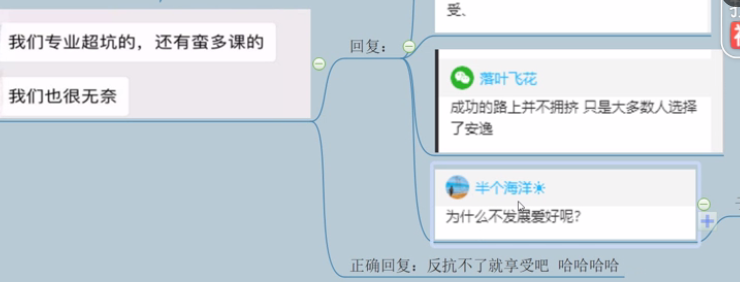 受、
我们专业超坑的，还有蛮多课的
我们也很无奈
回复：
落叶飞花
成功的路上并不拥挤 只是大多数人选择
了安逸
半个海洋☀
为什么不发展爱好呢？
正确回复：反抗不了就享受吧 哈哈哈哈